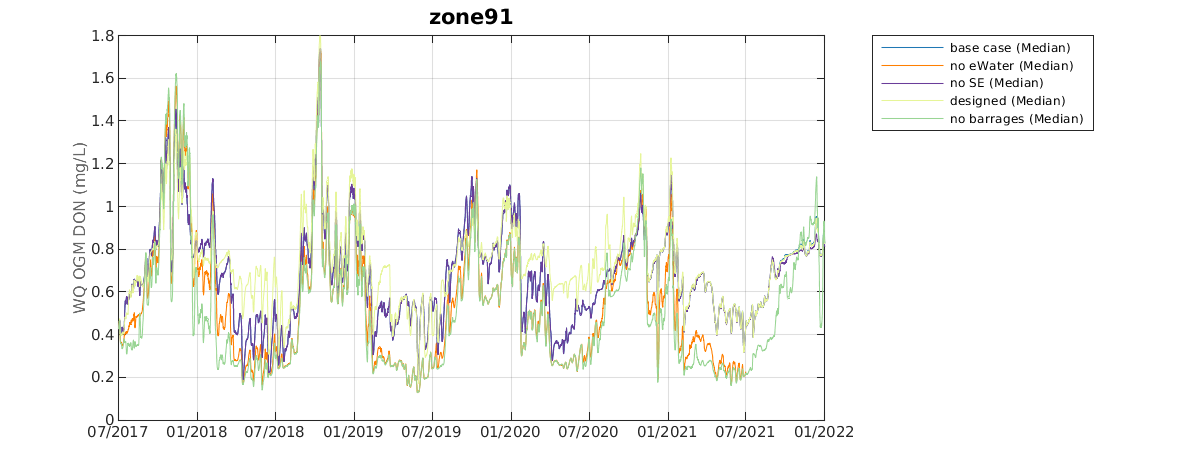 zone91
WQ OGM DON (mg/L)
1.8
1.6
1.4
1.2
1
0.8
0.6
0.4
0.2
0
07/2017 01/2018 07/2018 01/2019 07/2019 01/2020 07/2020 01/2021 07/2021 01/2022
base case (Median)
no eWater (Median)
no SE (Median)
designed (Median)
no barrages (Median)